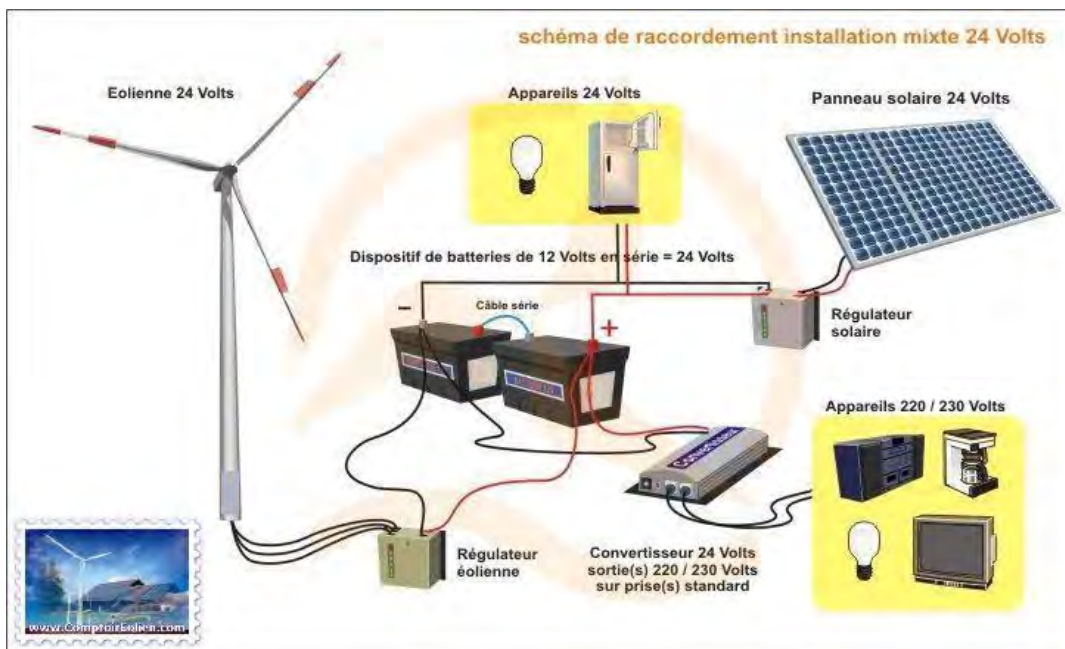 schéma de raccordement installation mixte 24 Volts
Eolienne 24 Volts
Appareils 24 Volts
Panneau solaire 24 Volts
Dispositif de batteries de 12 Volts en série = 24 Volts
Câble série
Régulateur
solaire
Appareils 220 / 230 Volts
Convertisseur
Régulateur
éolienne
Convertisseur 24 Volts
sortie(s) 220 / 230 Volts
sur prise(s) standard
www.ComptoirEolien.com